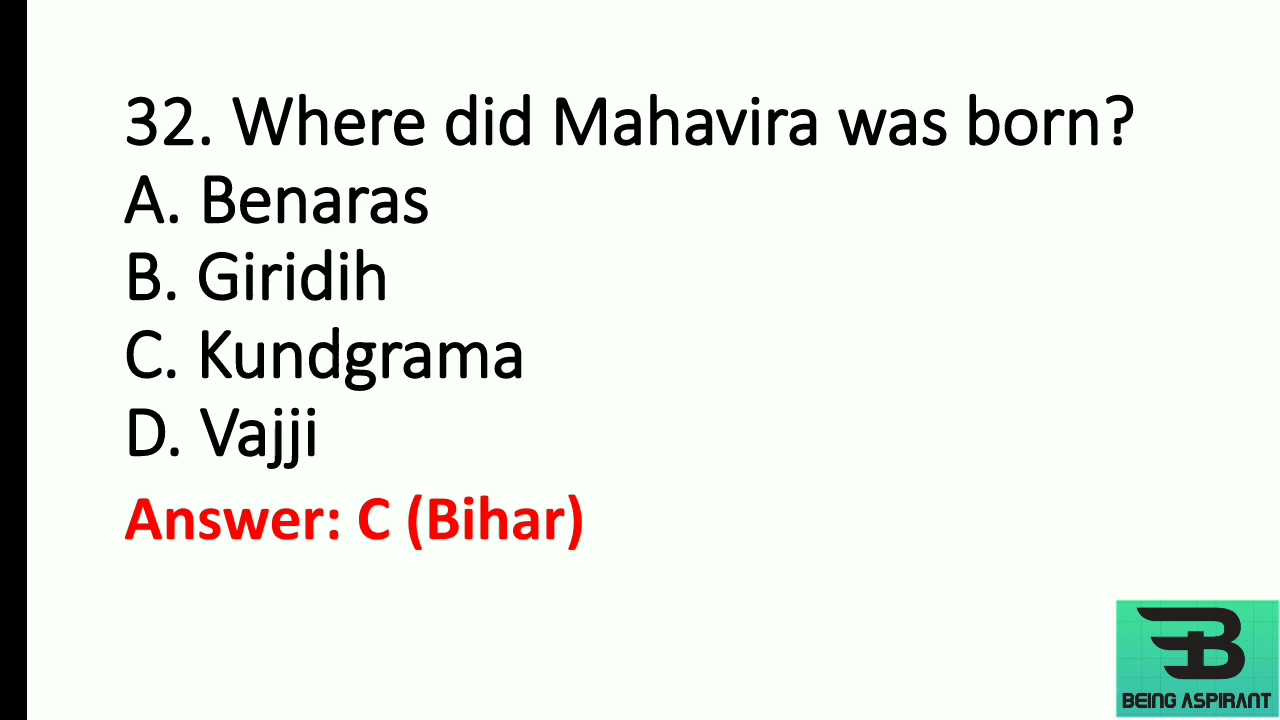 32. Where did Mahavira was born?
A. Benaras
B. Giridih
C. Kundgrama
D. Vajji
Answer: C (Bihar)
BEING ASPIRANT